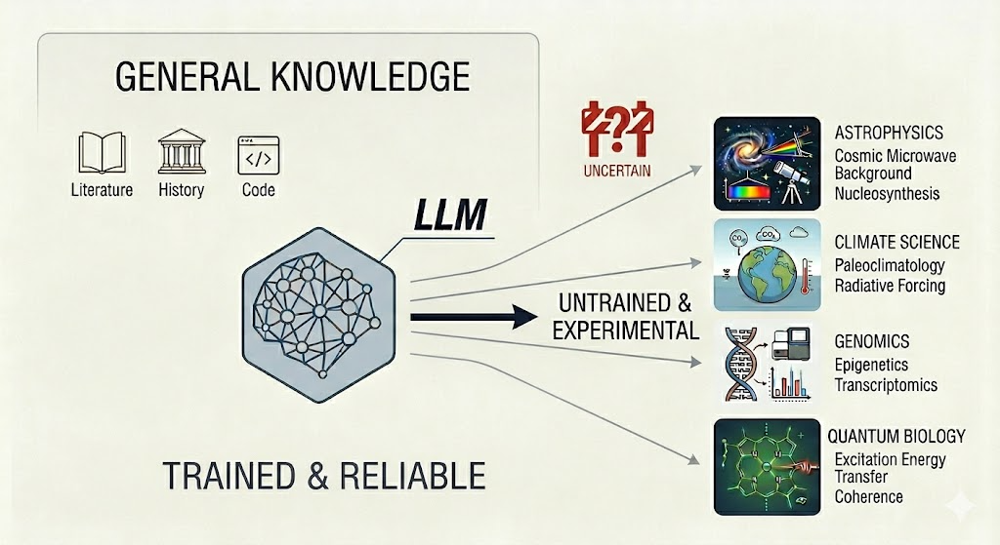 GENERAL KNOWLEDGE
Literature
History
Code
</>
LLM
TRAINED & RELIABLE
?
UNCERTAIN
UNTRAINED &
EXPERIMENTAL
ASTROPHYSICS
Cosmic Microwave
Background
Nucleosynthesis
CLIMATE SCIENCE
Paleoclimatology
Radiative Forcing
GENOMICS
Epigenetics
Transcriptomics
QUANTUM BIOLOGY
Excitation Energy
Transfer
Coherence